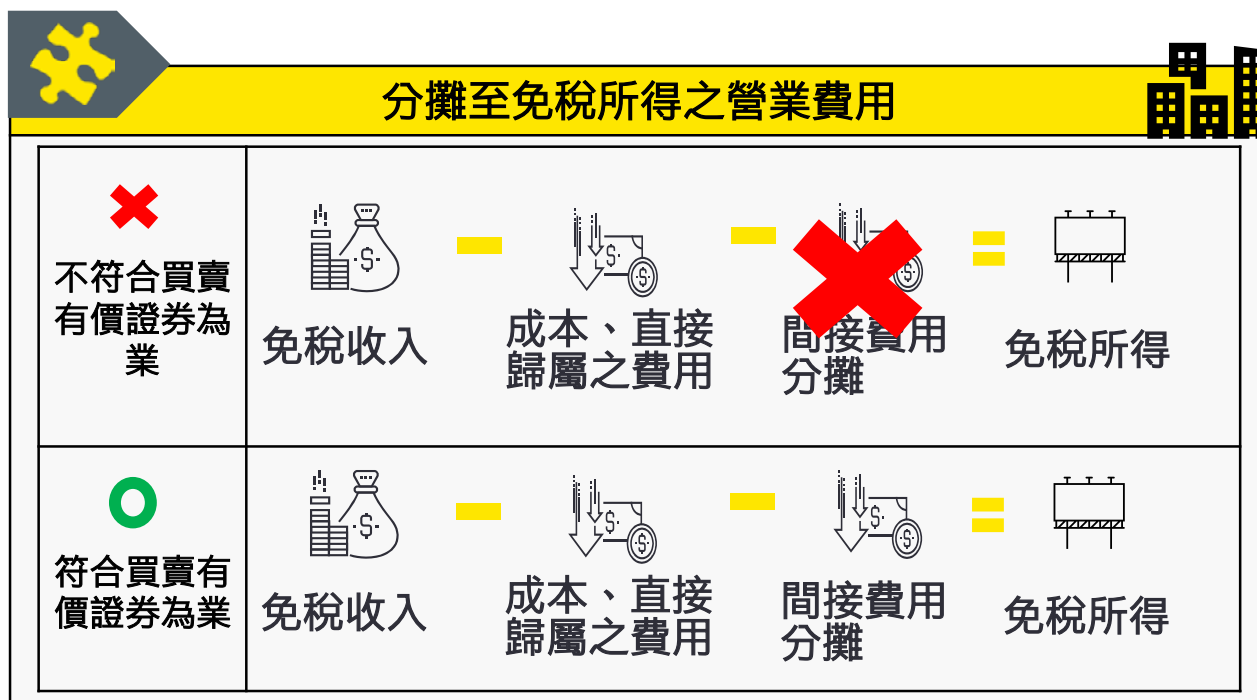 分攤至免稅所得之營業費用
不符合買賣
有價證券為
業
免稅收入
成本、直接
歸屬之費用
間接費用
分攤
免稅所得
符合買賣有
價證券為業
免稅收入
成本、直接
歸屬之費用
間接費用
分攤
免稅所得